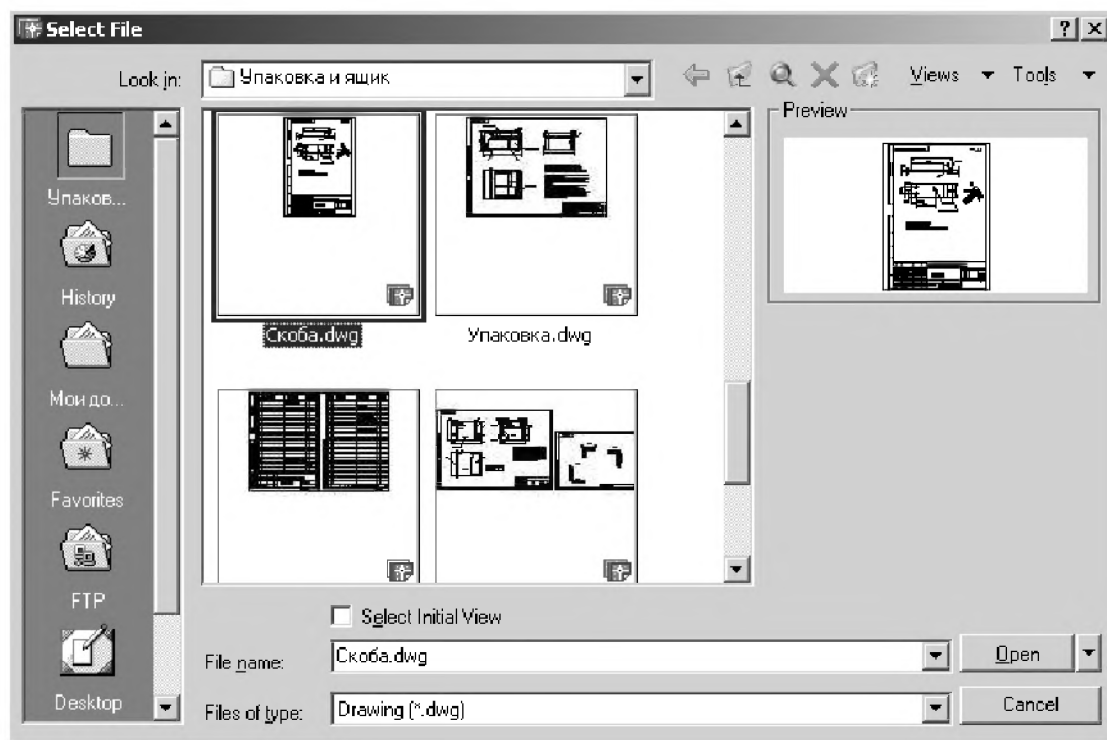 Select File
Look in:
Упаковка и ящик
Views
Tools
Preview
Упаков...
History
Мои до...
Favorites
FTP
Desktop
Скоба.dwg
Упаковка.dwg
Select Initial View
File name:
Скоба.dwg
Open
Files of type:
Drawing (*.dwg)
Cancel